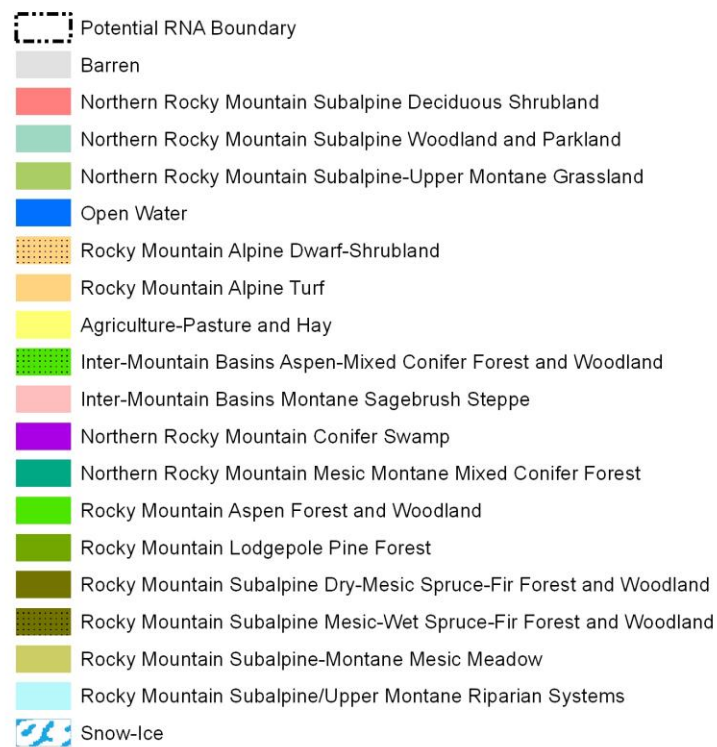 Potential RNA Boundary
Barren
Northern Rocky Mountain Subalpine Deciduous Shrubland
Northern Rocky Mountain Subalpine Woodland and Parkland
Northern Rocky Mountain Subalpine-Upper Montane Grassland
Open Water
Rocky Mountain Alpine Dwarf-Shrubland
Rocky Mountain Alpine Turf
Agriculture-Pasture and Hay
Inter-Mountain Basins Aspen-Mixed Conifer Forest and Woodland
Inter-Mountain Basins Montane Sagebrush Steppe
Northern Rocky Mountain Conifer Swamp
Northern Rocky Mountain Mesic Montane Mixed Conifer Forest
Rocky Mountain Aspen Forest and Woodland
Rocky Mountain Lodgepole Pine Forest
Rocky Mountain Subalpine Dry-Mesic Spruce-Fir Forest and Woodland
Rocky Mountain Subalpine Mesic-Wet Spruce-Fir Forest and Woodland
Rocky Mountain Subalpine-Montane Mesic Meadow
Rocky Mountain Subalpine/Upper Montane Riparian Systems
Snow-Ice